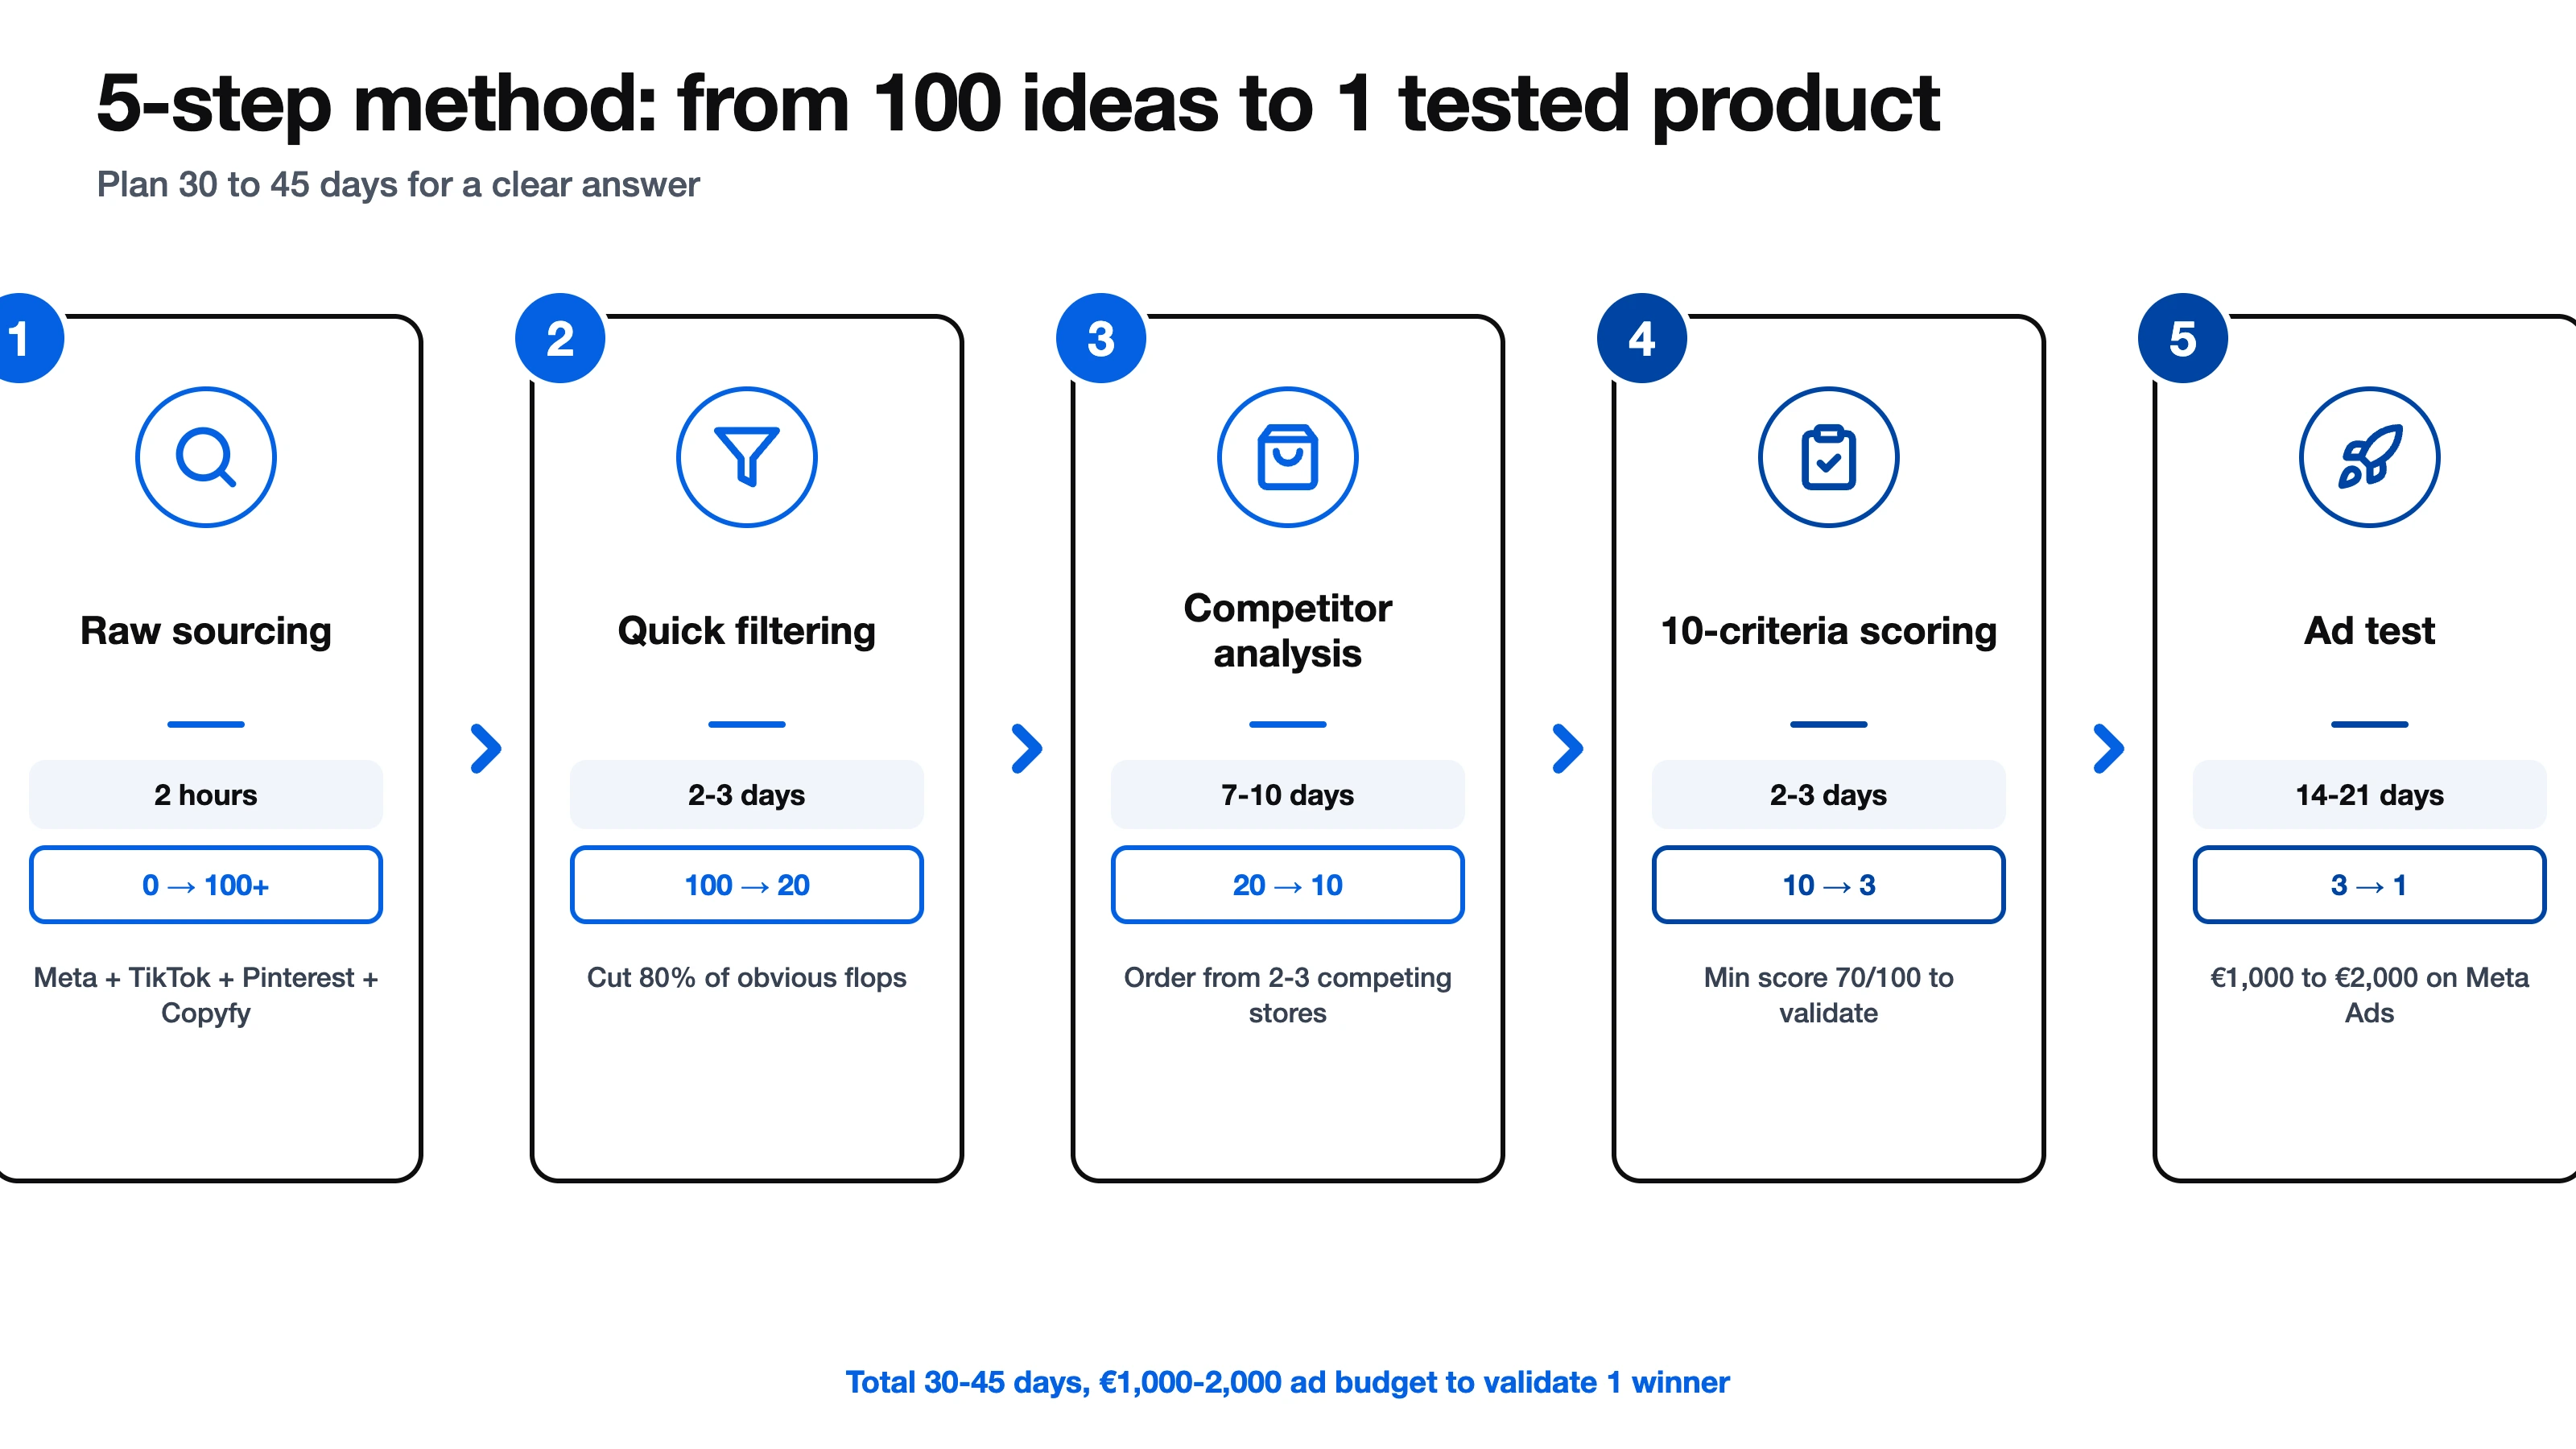 5-step method: from 100 ideas to 1 tested product
Plan 30 to 45 days for a clear answer
1
Raw sourcing
2 hours
0 → 100+
Meta + TikTok + Pinterest +
Copyfy
2
Quick filtering
2-3 days
100 → 20
Cut 80% of obvious flops
3
Competitor
analysis
7-10 days
20 → 10
Order from 2-3 competing
stores
4
10-criteria scoring
2-3 days
10 → 3
Min score 70/100 to
validate
5
Ad test
14-21 days
3 → 1
€1,000 to €2,000 on Meta
Ads
Total 30-45 days, €1,000-2,000 ad budget to validate 1 winner